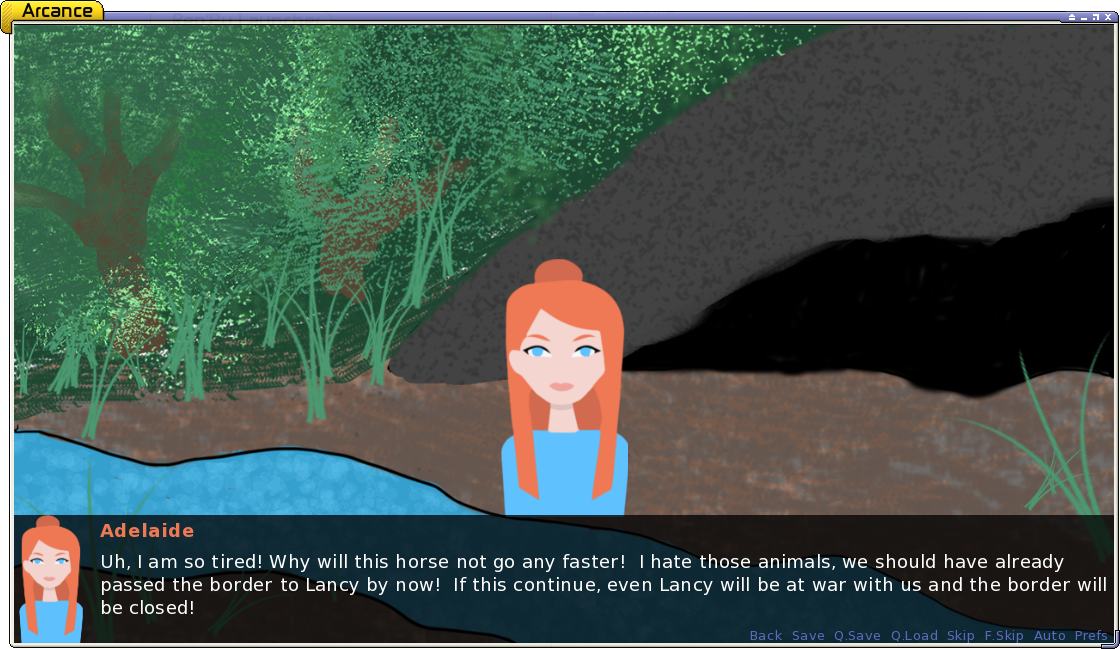 Arcance
Adelaide
Uh, I am so tired! Why will this horse not go any faster!  I hate those animals, we should have already
passed the border to Lancy by now!  If this continue, even Lancy will be at war with us and the border will
be closed!
Back Save Q.Save Q.Load Skip F.Skip Auto Prefs